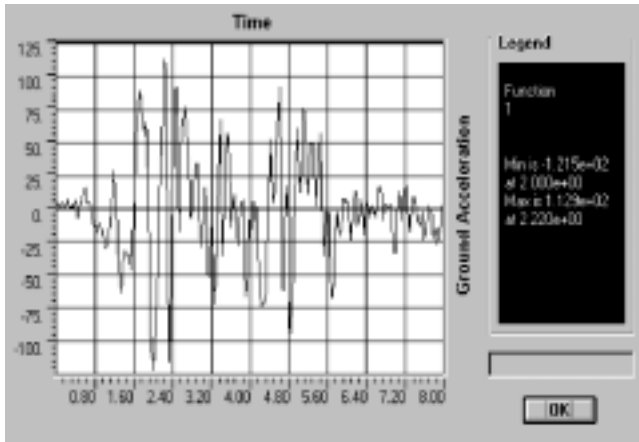 Time
125.
100.
75.
50.
25.
0.
-25.
-50.
-75.
-100.
0.80 1.60 2.40 3.20 4.00 4.80 5.60 6.40 7.20 8.00
Ground Acceleration
Legend
Function
1
Min is -1.215e+02
at 2.000e+00
Max is 1.129e+02
at 2.220e+00
OK